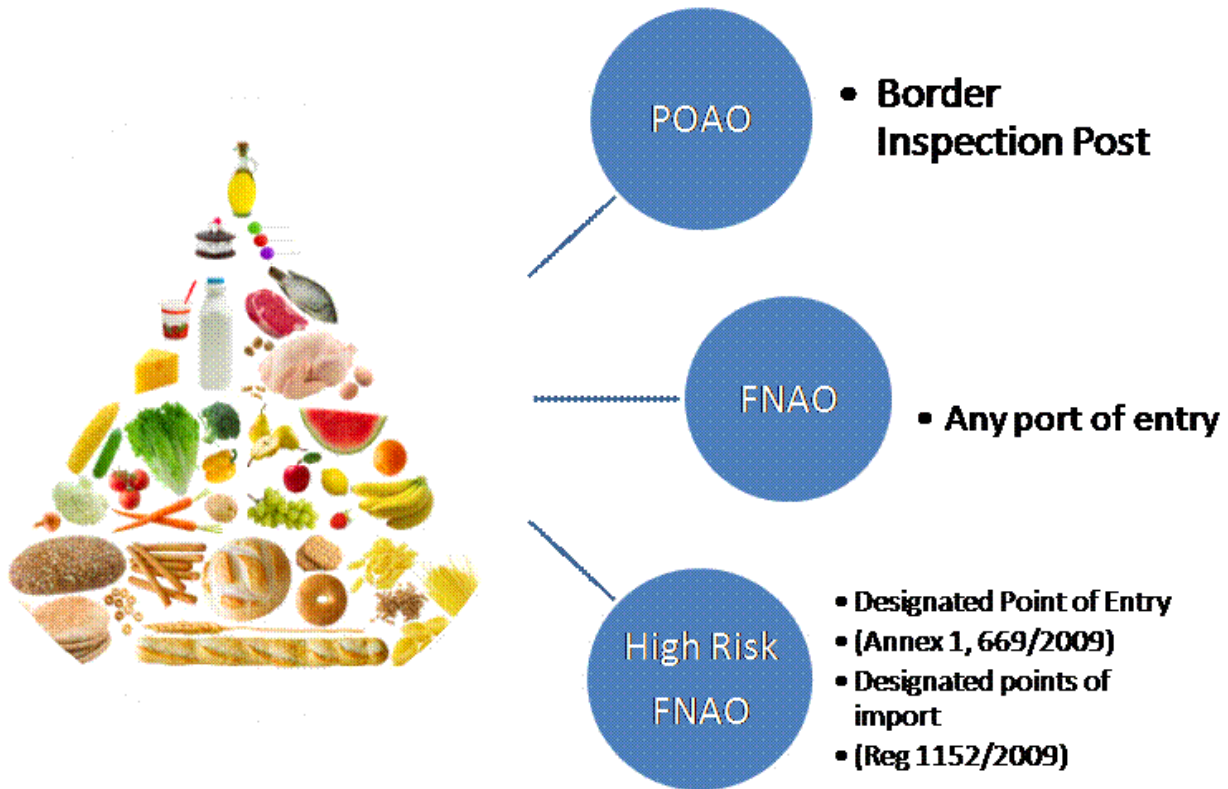 POAO
• Border
Inspection Post
FNAO
• Any port of entry
High Risk
FNAO
• Designated Point of Entry
• (Annex 1, 669/2009)
• Designated points of
import
• (Reg 1152/2009)